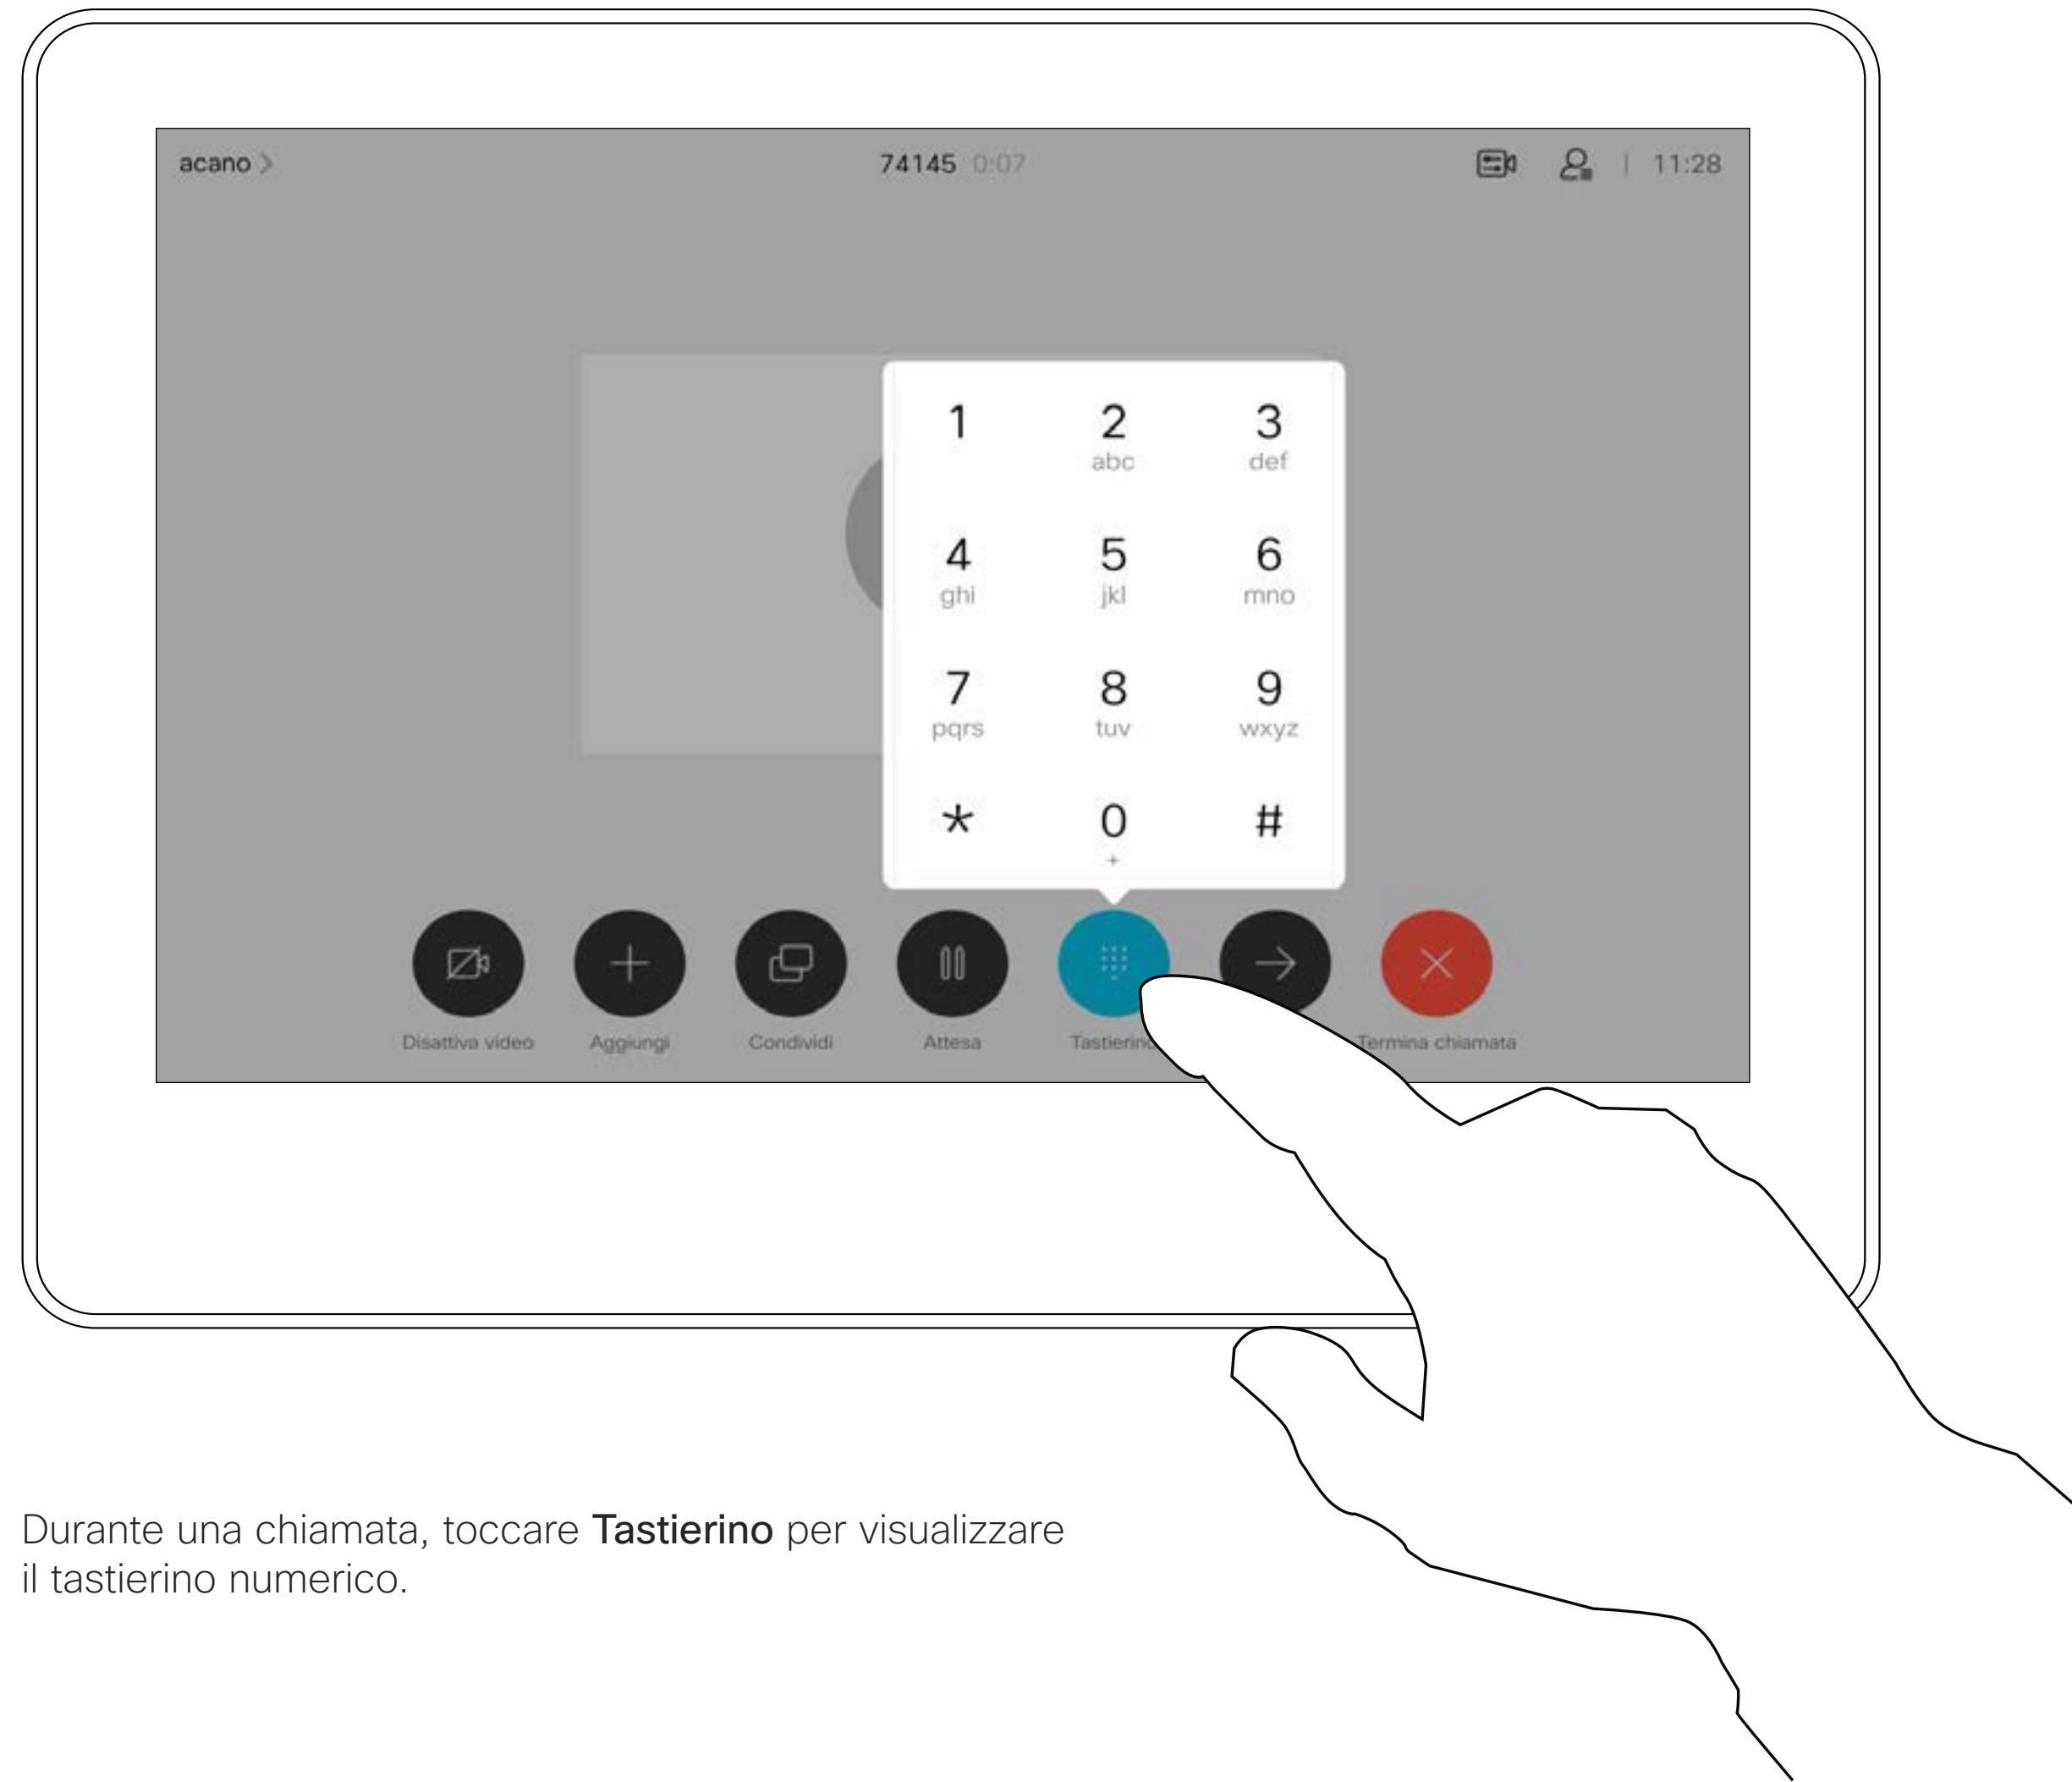 acano >
74145 0:07
11:28
1 2 3
abc def
4 5 6
ghi jkl mno
7 8 9
pqrs tuv wxyz
* 0 #
+
Disattiva video Aggiungi Condividi Attesa Tastierino Termina chiamata
Durante una chiamata, toccare Tastierino per visualizzare
il tastierino numerico.